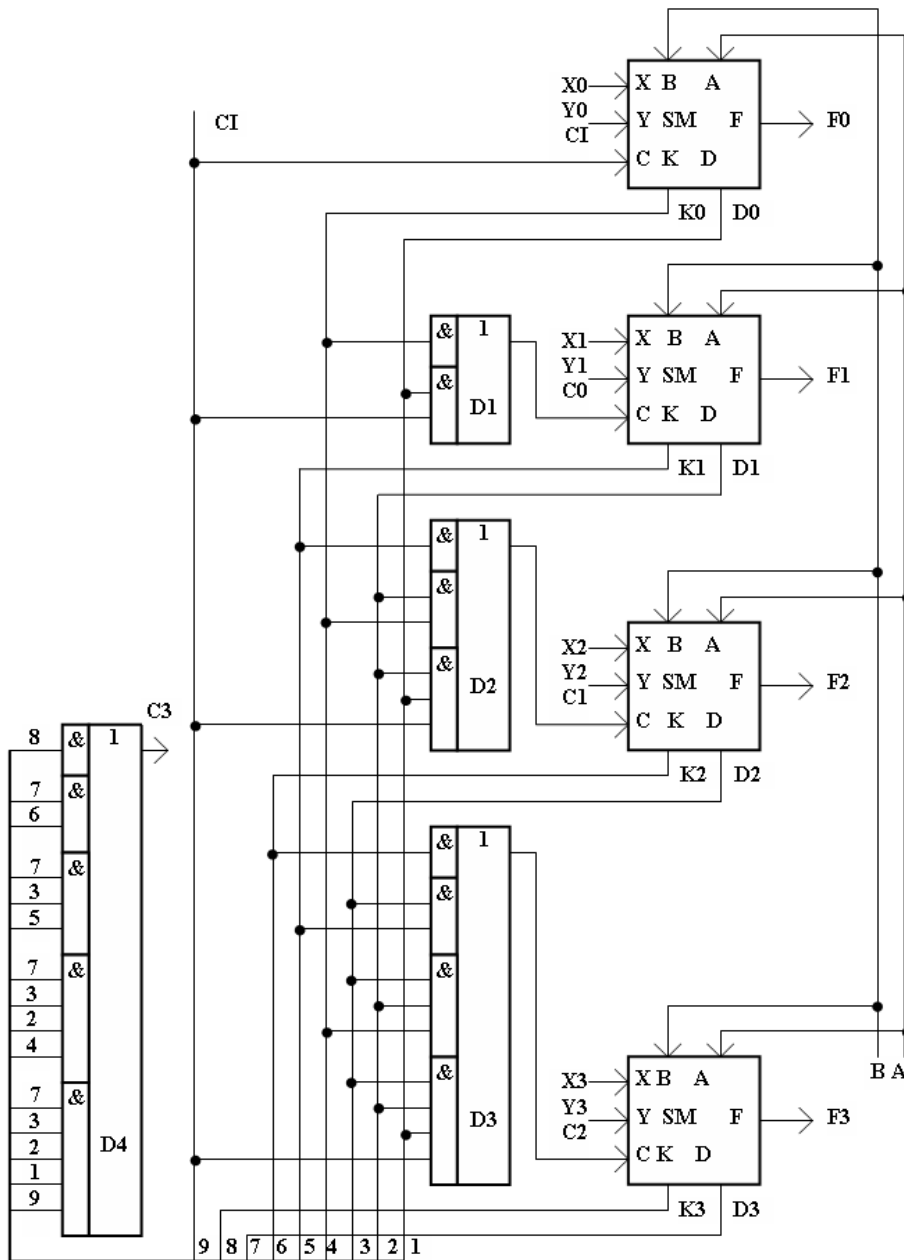 X0 X B A
CI Y0 Y SM F F0
CI
C K D
K0 D0
& 1 X1 X B A
Y1 Y SM F F1
& C0
D1 C K D
K1 D1
& 1
&
X2 X B A
& Y2 Y SM F F2
D2 C1
C3 C K D
8 & 1
K2 D2
7 &
6
& 1
7 & &
3
5
7 & &
3
2
4 B A
& X3 X B A
7 & Y3 Y SM F F3
3 D3 C2
2 D4 C K D
1
9
K3 D3
9 8 7 6 5 4 3 2 1